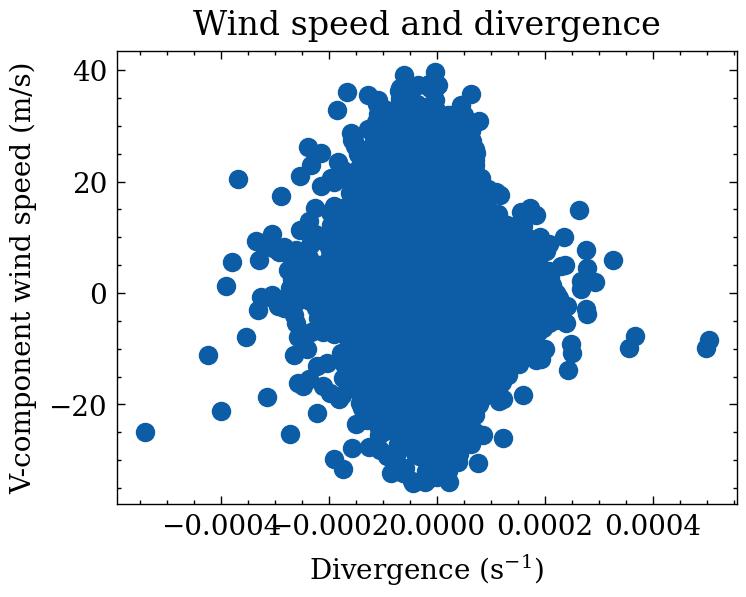 Wind speed and divergence
V-component wind speed (m/s)
40
20
0
−20
−0.0004 −0.0002 0.0000 0.0002 0.0004
Divergence (s⁻¹)